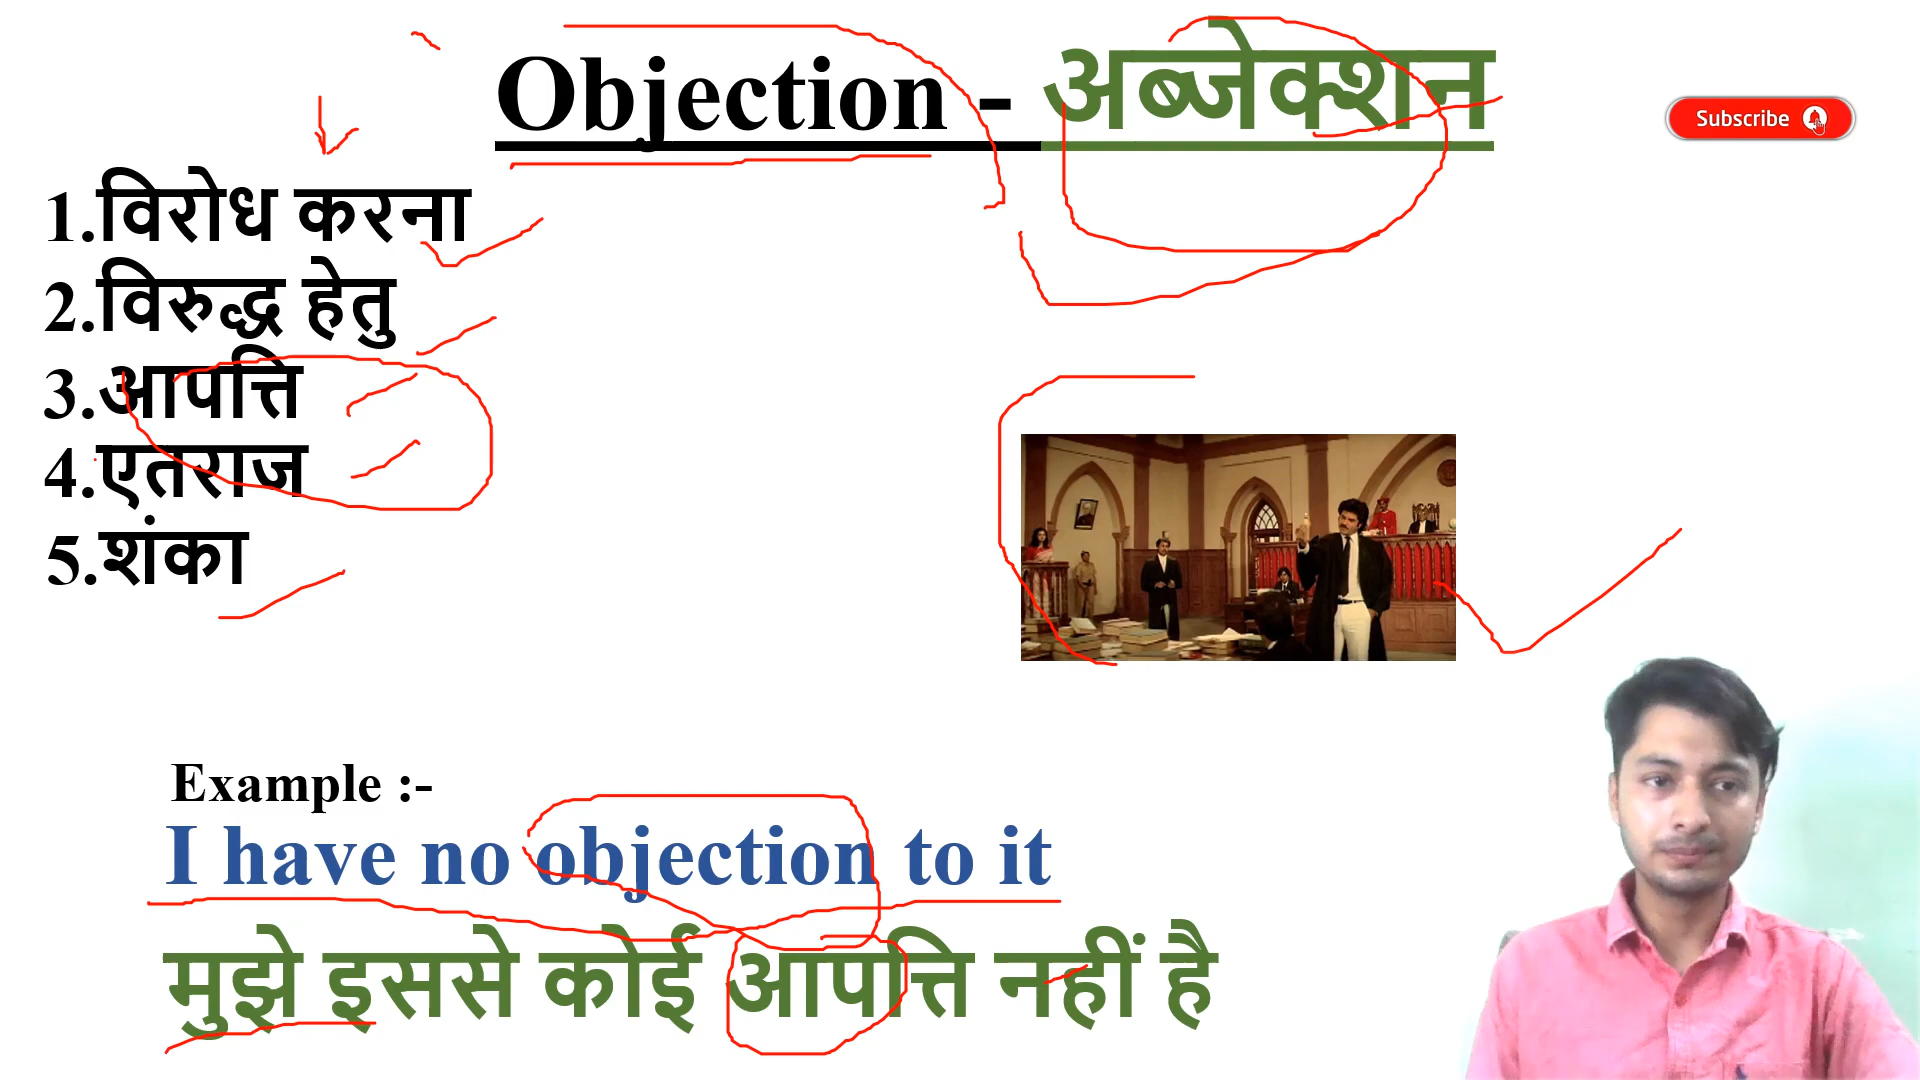 Objection - अब्जेक्शन
Subscribe
1.विरोध करना
2.विरुद्ध हेतु
3.आपत्ति
4.एतराज
5.शंका
Example :-
I have no objection to it
मुझे इससे कोई आपत्ति नहीं है